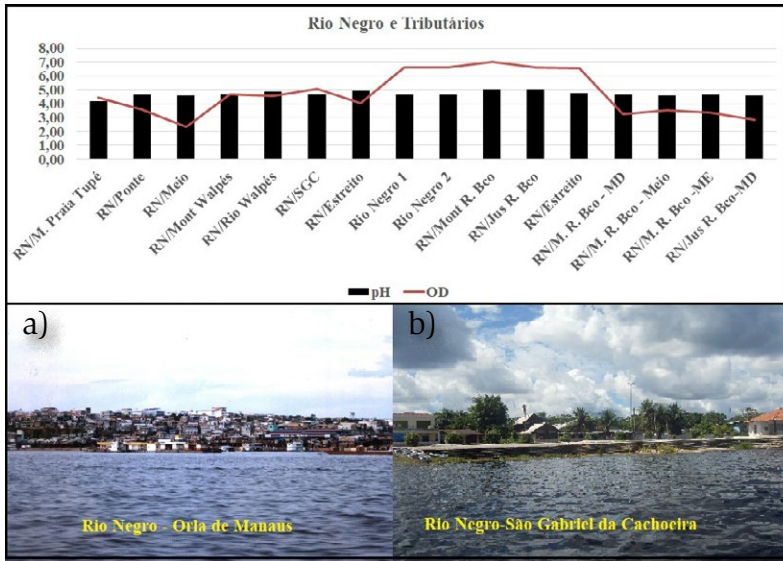 Rio Negro e Tributários
8,00
7,00
6,00
5,00
4,00
3,00
2,00
1,00
0,00
RN/M. Praia Tupé
RN/Ponte
RN/Meio
RN/Mont Walpés
RN/Rio Walpés
RN/SGC
RN/Estreito
Rio Negro 1
Rio Negro 2
RN/Mont R. Bco
RN/Jus R. Bco
RN/Estreito
RN/M. R. Bco - MD
RN/M. R. Bco - Meio
RN/M. R. Bco -ME
RN/Jus R. Bco-MD
pH OD
a)
Rio Negro - Orla de Manaus
b)
Rio Negro-São Gabriel da Cachoeira